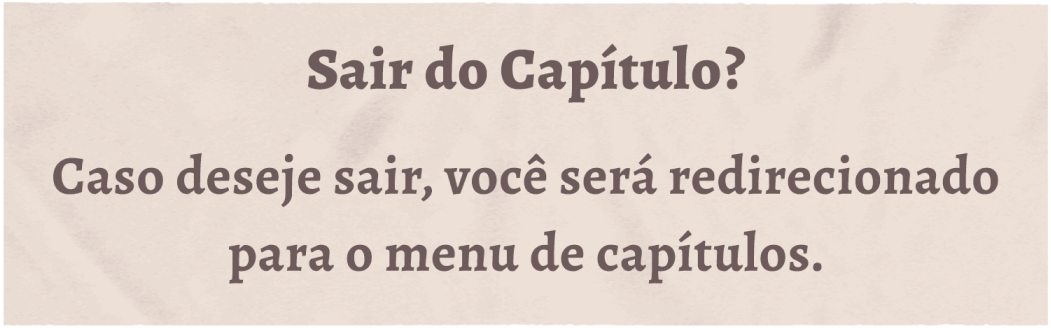 Sair do Capítulo?
Caso deseje sair, você será redirecionado
para o menu de capítulos.